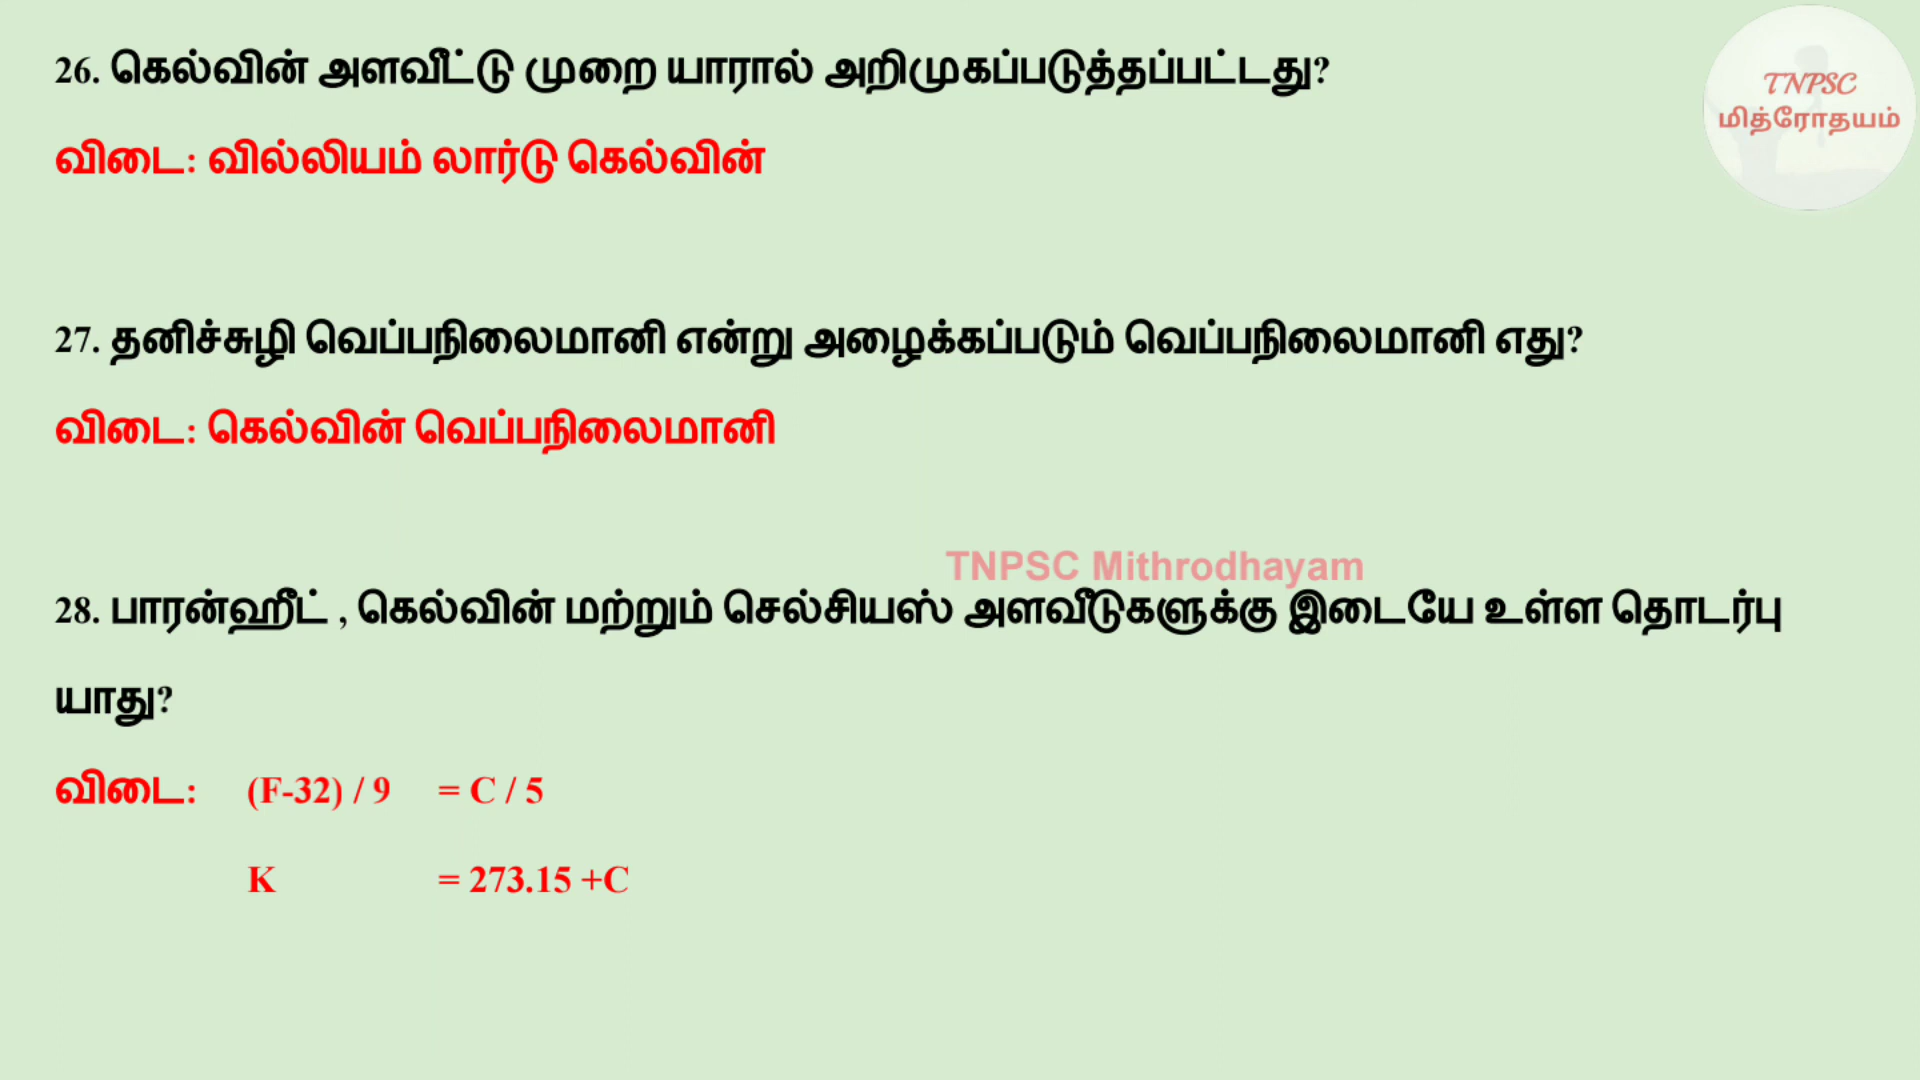 26. கெல்வின் அளவீட்டு முறை யாரால் அறிமுகப்படுத்தப்பட்டது?
TNPSC
மித்ரோதயம்
விடை: வில்லியம் லார்டு கெல்வின்
27. தனிச்சுழி வெப்பநிலைமானி என்று அழைக்கப்படும் வெப்பநிலைமானி எது?
விடை: கெல்வின் வெப்பநிலைமானி
TNPSC Mithrodhayam
28. பாரன்ஹீட் , கெல்வின் மற்றும் செல்சியஸ் அளவீடுகளுக்கு இடையே உள்ள தொடர்பு
யாது?
விடை: (F-32) / 9 = C / 5
K = 273.15 +C